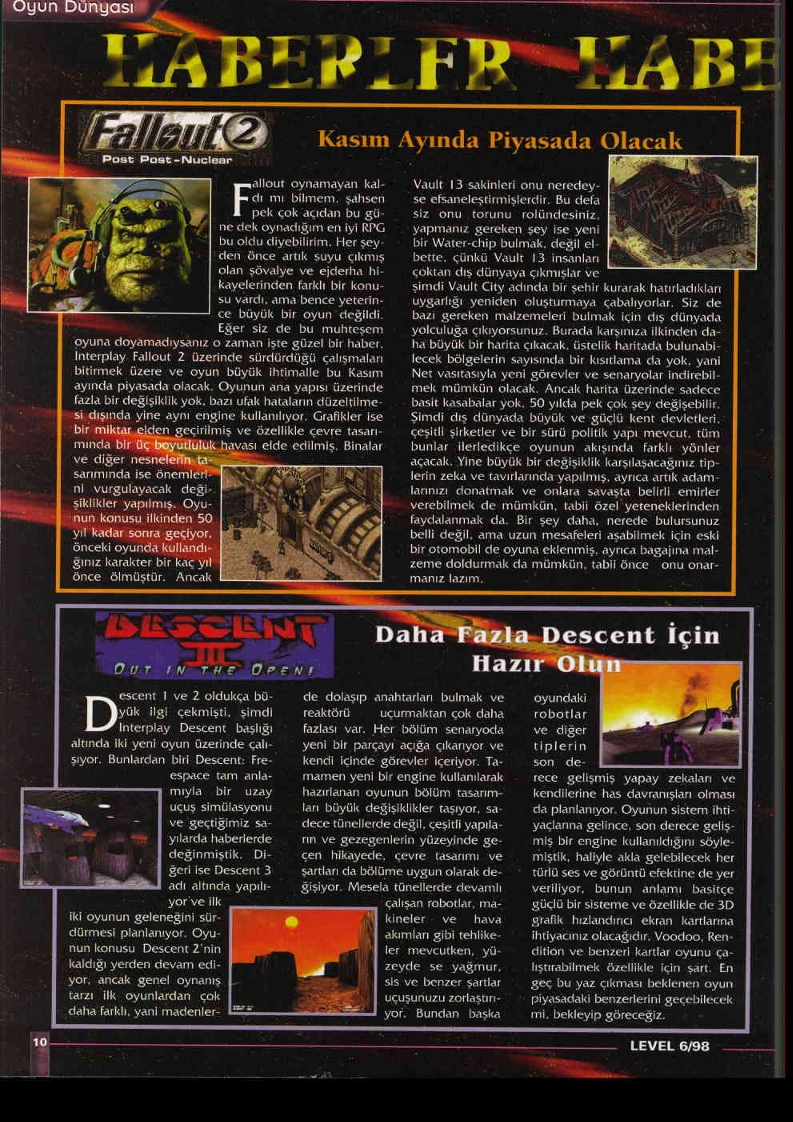 Oyun Dünyası
HABERLER HABE
Fallout 2
Post Post-Nuclear
Kasım Ayında Piyasada Olacak
Fallout oynamayan kal-
dı mı bilmem, şahsen
pek çok açıdan bu gü-
ne dek oynadığım en iyi RPG
bu oldu diyebilirim. Her şey-
den önce artık suyu çıkmış
olan şövalye ve ejderha hi-
kayelerinden farklı bir konu-
su vardı, ama bence yeterin-
ce büyük bir oyun değildi.
Eğer siz de bu muhteşem
oyuna doyamadıysanız o zaman işte güzel bir haber,
Interplay Fallout 2 üzerinde sürdürdüğü çalışmaları
bitirmek üzere ve oyun büyük ihtimalle bu Kasım
ayında piyasada olacak. Oyunun ana yapısı üzerinde
fazla bir değişiklik yok, bazı ufak hataların düzeltilme-
si dışında yine aynı engine kullanılıyor. Grafikler ise
bir miktar elden geçirilmiş ve özellikle çevre tasarı-
mında bir üç boyutluluk havası elde edilmiş. Binalar
ve diğer nesnelerin ta-
sarımında ise önemleri-
ni vurgulayacak deği-
şiklikler yapılmış. Oyu-
nun konusu ilkinden 50
yıl kadar sonra geçiyor,
önceki oyunda kullandı-
ğınız karakter bir kaç yıl
önce ölmüştür. Ancak
Vault 13 sakinleri onu neredey-
se efsaneleştirmişlerdir. Bu defa
siz onu torunu rolündesiniz,
yapmanız gereken şey ise yeni
bir Water-chip bulmak, değil el-
bette, çünkü Vault 13 insanları
çoktan dış dünyaya çıkmışlar ve
şimdi Vault City adında bir şehir kurarak hatırladıkları
uygarlığı yeniden oluşturmaya çabalıyorlar. Siz de
bazı gereken malzemeleri bulmak için dış dünyada
yolculuğa çıkıyorsunuz. Burada karşınıza ilkinden da-
ha büyük bir harita çıkacak, üstelik haritada bulunabi-
lecek bölgelerin sayısında bir kısıtlama da yok, yani
Net vasıtasıyla yeni görevler ve senaryolar indirebil-
mek mümkün olacak. Ancak harita üzerinde sadece
basit kasabalar yok, 50 yılda pek çok şey değişebilir.
Şimdi dış dünyada büyük ve güçlü kent devletleri,
çeşitli şirketler ve bir sürü politik yapı mevcut, tüm
bunlar ilerledikçe oyunun akışında farklı yönler
açacak. Yine büyük bir değişiklik karşılaşacağınız tip-
lerin zeka ve tavırlarında yapılmış, ayrıca artık adam-
larınızı donatmak ve onlara savaşta belirli emirler
verebilmek de mümkün, tabii özel yeteneklerinden
faydalanmak da. Bir şey daha, nerede bulursunuz
belli değil, ama uzun mesafeleri aşabilmek için eski
bir otomobil de oyuna eklenmiş, ayrıca bagajına mal-
zeme doldurmak da mümkün, tabii önce onu onar-
manız lazım.
DESCENT
III
OUT IN THE OPEN!
Daha Fazla Descent İçin
Hazır Olun
Descent 1 ve 2 oldukça bü-
yük ilgi çekmişti, şimdi
Interplay Descent başlığı
altında iki yeni oyun üzerinde çalı-
şıyor. Bunlardan biri Descent: Fre-
espace tam anla-
mıyla bir uzay
uçuş simülasyonu
ve geçtiğimiz sa-
yılarda haberlerde
değinmiştik. Di-
ğeri ise Descent 3
adı altında yapılı-
yor ve ilk
iki oyunun geleneğini sür-
dürmesi planlanıyor. Oyu-
nun konusu Descent 2'nin
kaldığı yerden devam edi-
yor, ancak genel oynanış
tarzı ilk oyunlardan çok
daha farklı, yani madenler-
de dolaşıp anahtarları bulmak ve
reaktörü uçurmaktan çok daha
fazlası var. Her bölüm senaryoda
yeni bir parçayı açığa çıkarıyor ve
kendi içinde görevler içeriyor. Ta-
mamen yeni bir engine kullanılarak
hazırlanan oyunun bölüm tasarım-
ları büyük değişiklikler taşıyor, sa-
dece tünellerde değil, çeşitli yapıla-
rın ve gezegenlerin yüzeyinde ge-
çen hikayede, çevre tasarımı ve
şartları da bölüme uygun olarak de-
ğişiyor. Mesela tünellerde devamlı
çalışan robotlar, ma-
kineler ve hava
akımları gibi tehlike-
ler mevcutken, yü-
zeyde se yağmur,
sis ve benzer şartlar
uçuşunuzu zorlaştırı-
yor. Bundan başka
oyundaki
robotlar
ve diğer
tiplerin
son de-
rece gelişmiş yapay zekaları ve
kendilerine has davranışları olması
da planlanıyor. Oyunun sistem ihti-
yaçlarına gelince, son derece geliş-
miş bir engine kullanıldığını söyle-
miştik, haliyle akla gelebilecek her
türlü ses ve görüntü efektine de yer
veriliyor, bunun anlamı basitçe
güçlü bir sisteme ve özellikle de 3D
grafik hızlandırıcı ekran kartlarına
ihtiyacınız olacağıdır. Voodoo, Ren-
dition ve benzeri kartlar oyunu ça-
lıştırabilmek özellikle için şart. En
geç bu yaz çıkması beklenen oyun
piyasadaki benzerlerini geçebilecek
mi, bekleyip göreceğiz.
10
LEVEL 6/98